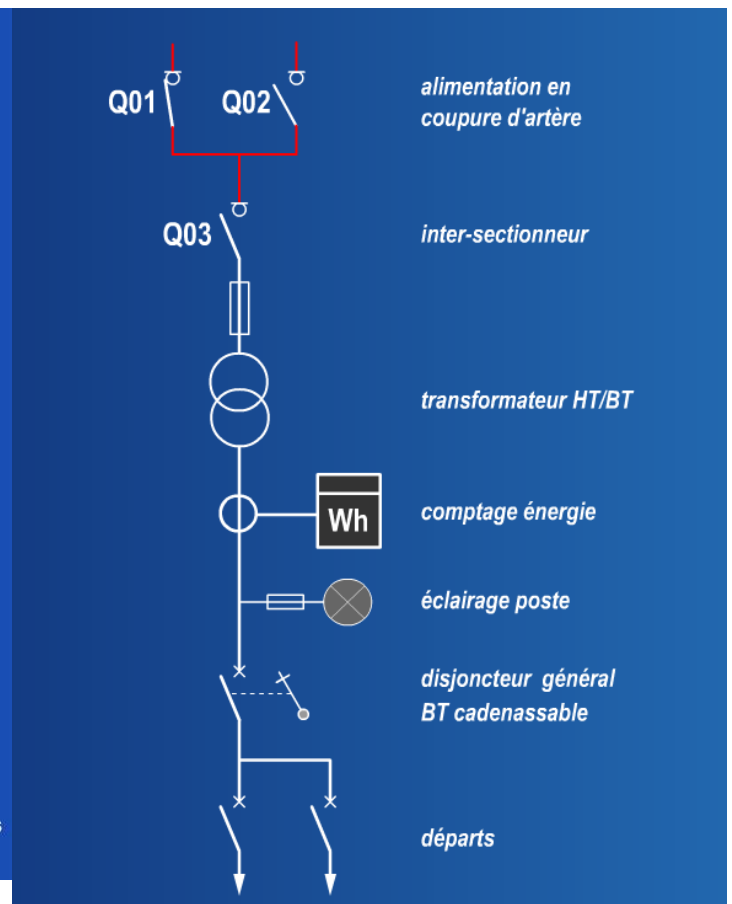 Q01
Q02
alimentation en
coupure d'artère
Q03
inter-sectionneur
transformateur HT/BT
Wh
comptage énergie
éclairage poste
disjoncteur général
BT cadenassable
s
départs